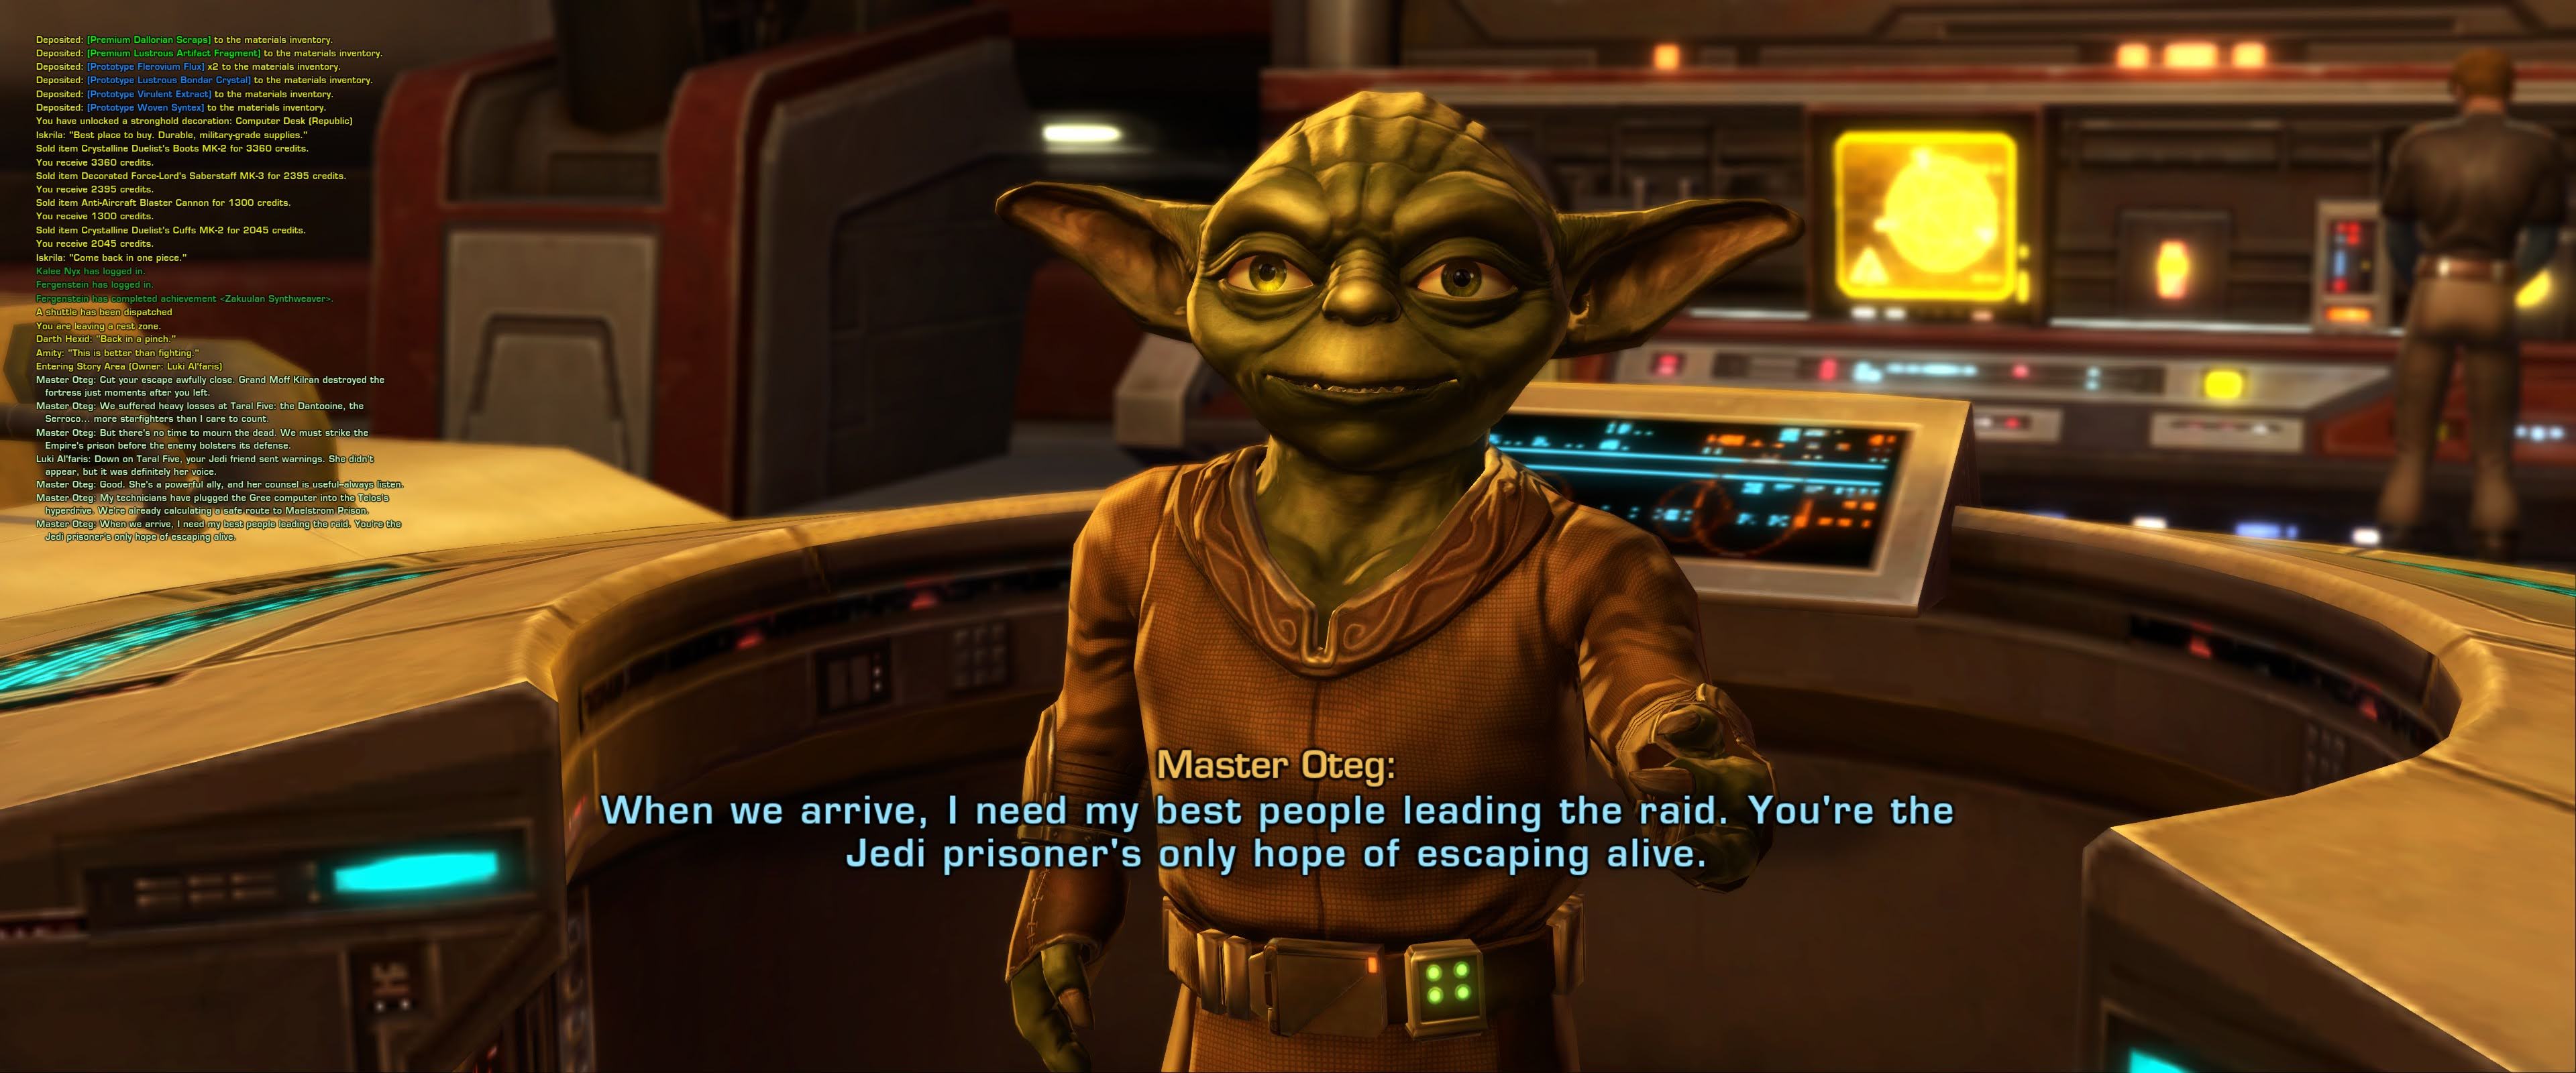 Deposited: [Premium Dallorian Scraps] to the materials inventory.
Deposited: [Premium Lustrous Artifact Fragment] to the materials inventory.
Deposited: [Prototype Flerovium Flux] x2 to the materials inventory.
Deposited: [Prototype Lustrous Bondar Crystal] to the materials inventory.
Deposited: [Prototype Virulent Extract] to the materials inventory.
Deposited: [Prototype Woven Syntex] to the materials inventory.
You have unlocked a stronghold decoration: Computer Desk (Republic)
Iskrila: "Best place to buy. Durable, military-grade supplies."
Sold item Crystalline Duelist's Boots MK-2 for 3360 credits.
You receive 3360 credits.
Sold item Decorated Force-Lord's Saberstaff MK-3 for 2395 credits.
You receive 2395 credits.
Sold item Anti-Aircraft Blaster Cannon for 1300 credits.
You receive 1300 credits.
Sold item Crystalline Duelist's Cuffs MK-2 for 2045 credits.
You receive 2045 credits.
Iskrila: "Come back in one piece."
Kalee Nyx has logged in.
Fergenstein has logged in.
Fergenstein has completed achievement <Zakuulan Synthweaver>.
A shuttle has been dispatched
You are leaving a rest zone.
Darth Hexid: "Back in a pinch."
Amity: "This is better than fighting."
Entering Story Area (Owner: Luki Al'faris)
Master Oteg: Cut your escape awfully close. Grand Moff Kilran destroyed the
fortress just moments after you left.
Master Oteg: We suffered heavy losses at Taral Five: the Dantooine, the
Serroco... more starfighters than I care to count.
Master Oteg: But there's no time to mourn the dead. We must strike the
Empire's prison before the enemy bolsters its defense.
Luki Al'faris: Down on Taral Five, your Jedi friend sent warnings. She didn't
appear, but it was definitely her voice.
Master Oteg: Good. She's a powerful ally, and her counsel is useful–always listen.
Master Oteg: My technicians have plugged the Gree computer into the Telos's
hyperdrive. We're already calculating a safe route to Maelstrom Prison.
Master Oteg: When we arrive, I need my best people leading the raid. You're the
Jedi prisoner's only hope of escaping alive.
Master Oteg:
When we arrive, I need my best people leading the raid. You're the
Jedi prisoner's only hope of escaping alive.